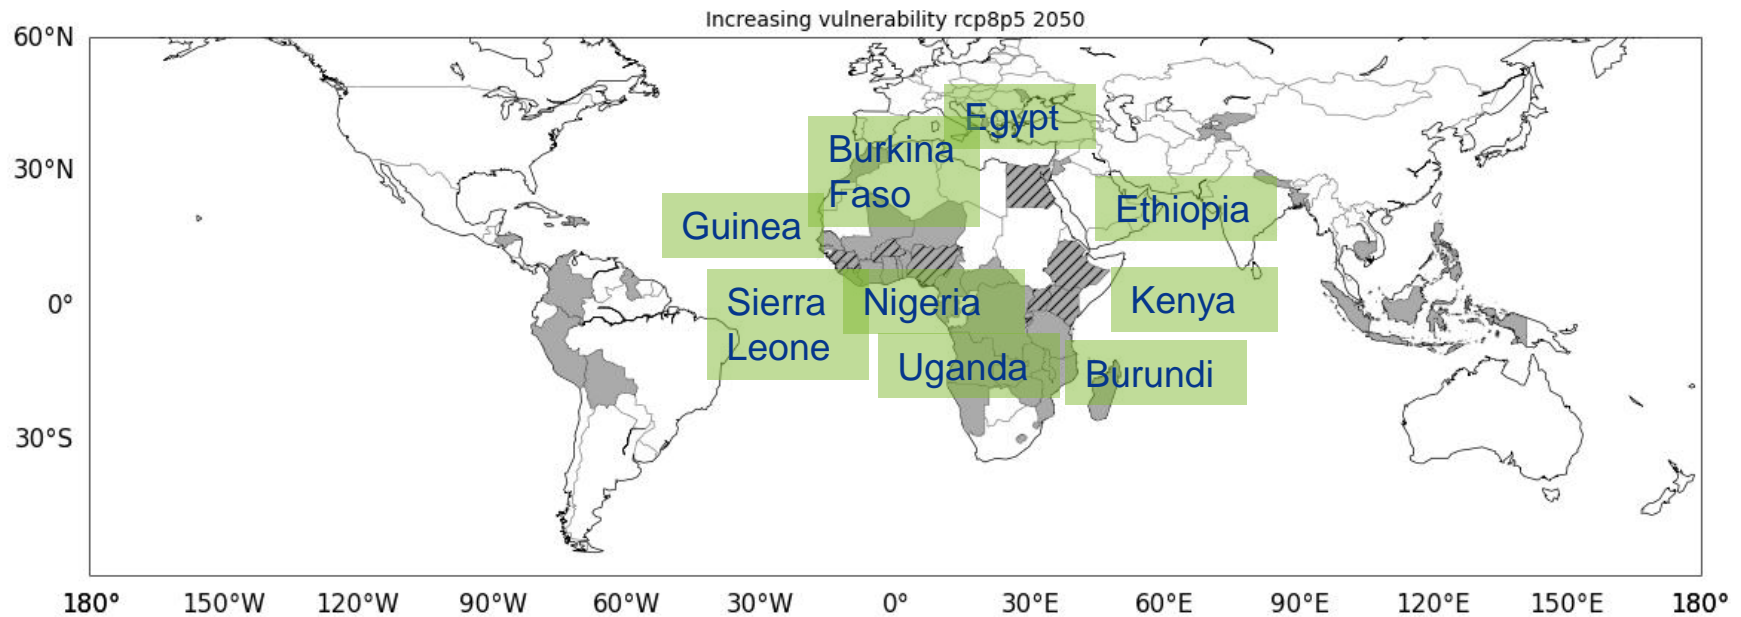 Increasing vulnerability rcp8p5 2050
60°N
30°N
0°
30°S
Egypt
Burkina
Faso
Guinea
Ethiopia
Sierra
Leone
Nigeria
Kenya
Uganda
Burundi
180° 150°W 120°W 90°W 60°W 30°W 0° 30°E 60°E 90°E 120°E 150°E 180°